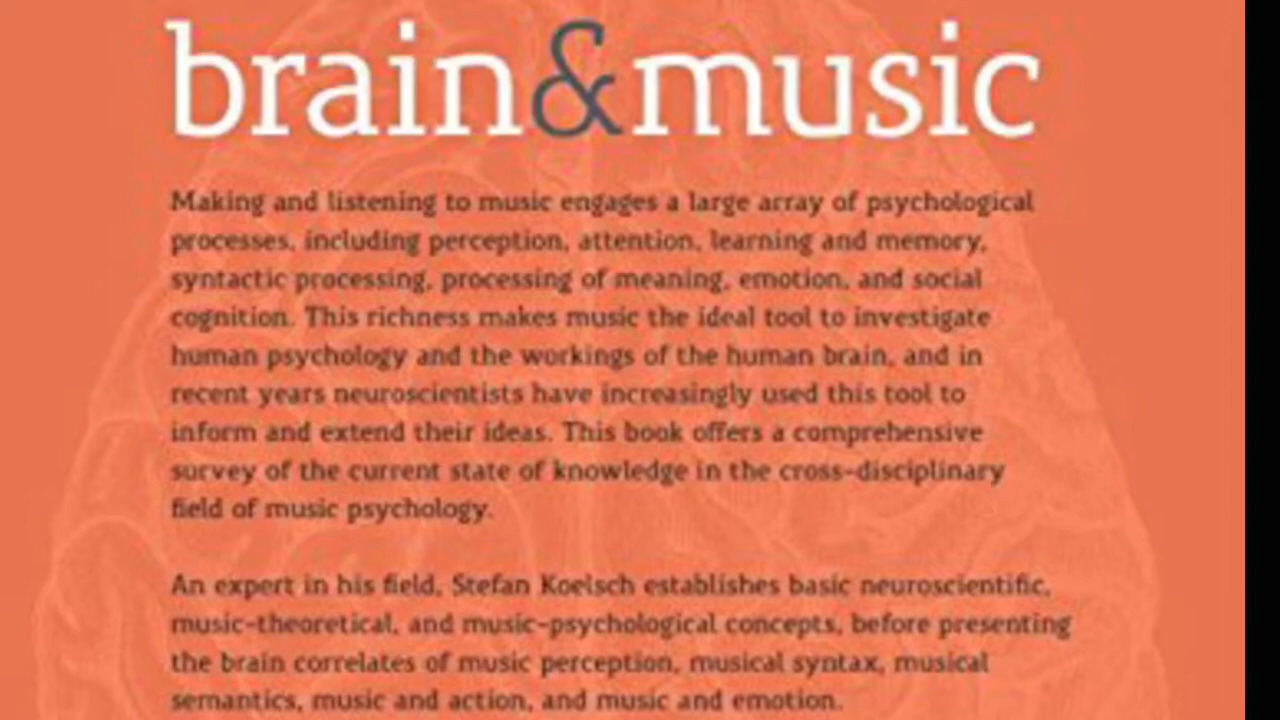 brain&music
Making and listening to music engages a large array of psychological
processes, including perception, attention, learning and memory,
syntactic processing, processing of meaning, emotion, and social
cognition. This richness makes music the ideal tool to investigate
human psychology and the workings of the human brain, and in
recent years neuroscientists have increasingly used this tool to
inform and extend their ideas. This book offers a comprehensive
survey of the current state of knowledge in the cross-disciplinary
field of music psychology.
An expert in his field, Stefan Koelsch establishes basic neuroscientific,
music-theoretical, and music-psychological concepts, before presenting
the brain correlates of music perception, musical syntax, musical
semantics, music and action, and music and emotion.